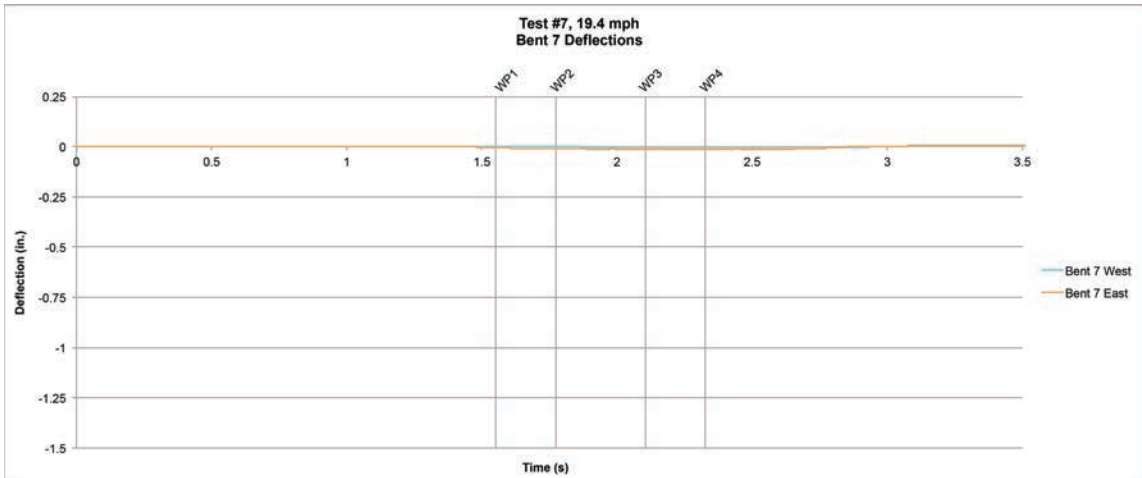 Test #7, 19.4 mph
Bent 7 Deflections
WP1
WP2
WP3
WP4
0.25
0
-0.25
-0.5
-0.75
-1
-1.25
-1.5
0
0.5
1
1.5
2
2.5
3
3.5
Deflection (in.)
Time (s)
Bent 7 West
Bent 7 East